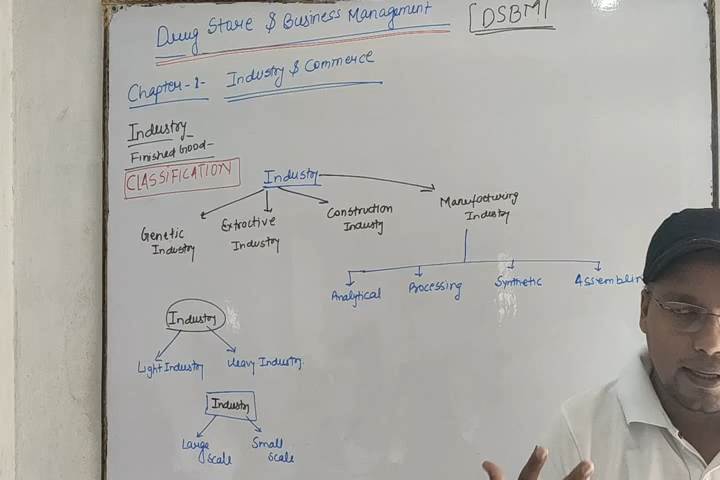 Drug Store & Business Management [DSBM]
Chapter-1- Industry & Commerce
Industry
Finished Good-
CLASSIFICATION
Industry
Genetic Industry
Extractive Industry
Construction Industry
Manufacturing Industry
Analytical
Processing
Synthetic
Assemblin
Industry
Light Industry
Heavy Industry.
Industry
Large Scale
Small Scale